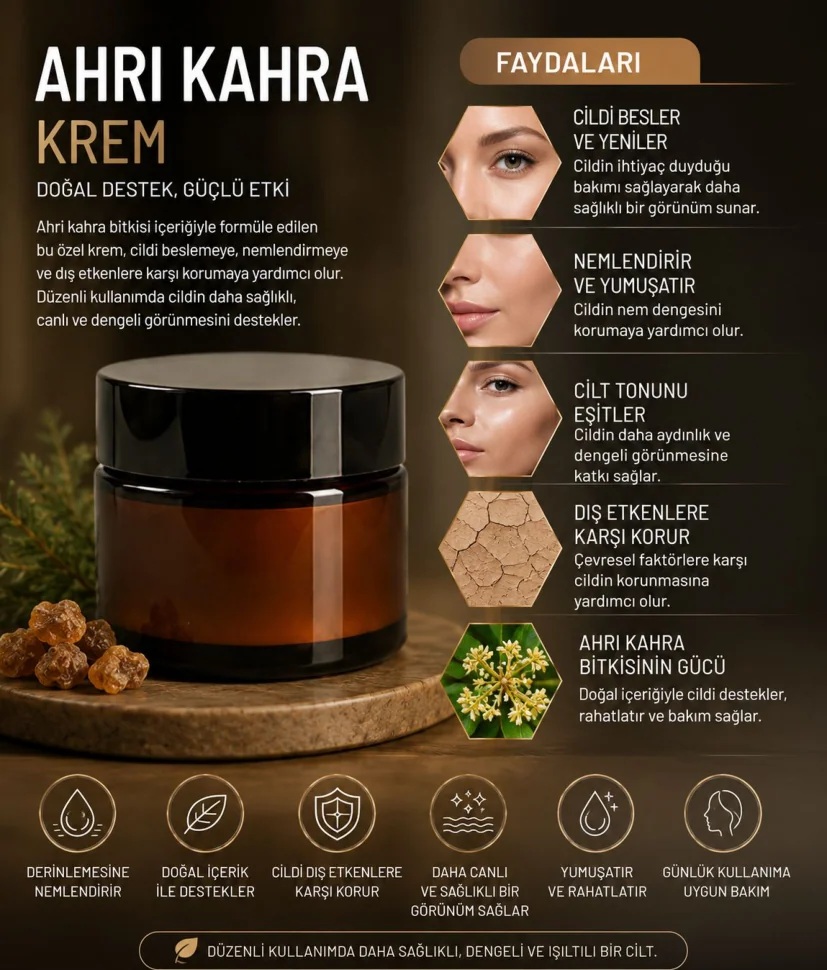 AHRI KAHRA
KREM
DOĞAL DESTEK, GÜÇLÜ ETKİ
Ahri kahra bitkisi içeriğiyle formüle edilen
bu özel krem, cildi beslemeye, nemlendirmeye
ve dış etkenlere karşı korumaya yardımcı olur.
Düzenli kullanımda cildin daha sağlıklı,
canlı ve dengeli görünmesini destekler.
FAYDALARI
CİLDİ BESLER
VE YENİLER
Cildin ihtiyaç duyduğu
bakımı sağlayarak daha
sağlıklı bir görünüm sunar.
NEMLENDİRİR
VE YUMUŞATIR
Cildin nem dengesini
korumaya yardımcı olur.
CİLT TONUNU
EŞİTLER
Cildin daha aydınlık ve
dengeli görünmesine
katkı sağlar.
DIŞ ETKENLERE
KARŞI KORUR
Çevresel faktörlere karşı
cildin korunmasına
yardımcı olur.
AHRI KAHRA
BİTKİSİNİN GÜCÜ
Doğal içeriğiyle cildi destekler,
rahatlatır ve bakım sağlar.
DERİNLEMESİNE
NEMLENDİRİR
DOĞAL İÇERİK
İLE DESTEKLER
CİLDİ DIŞ ETKENLERE
KARŞI KORUR
DAHA CANLI
VE SAĞLIKLI BİR
GÖRÜNÜM SAĞLAR
YUMUŞATIR
VE RAHATLATIR
GÜNLÜK KULLANIMA
UYGUN BAKIM
DÜZENLİ KULLANIMDA DAHA SAĞLIKLI, DENGELİ VE IŞILTILI BİR CİLT.